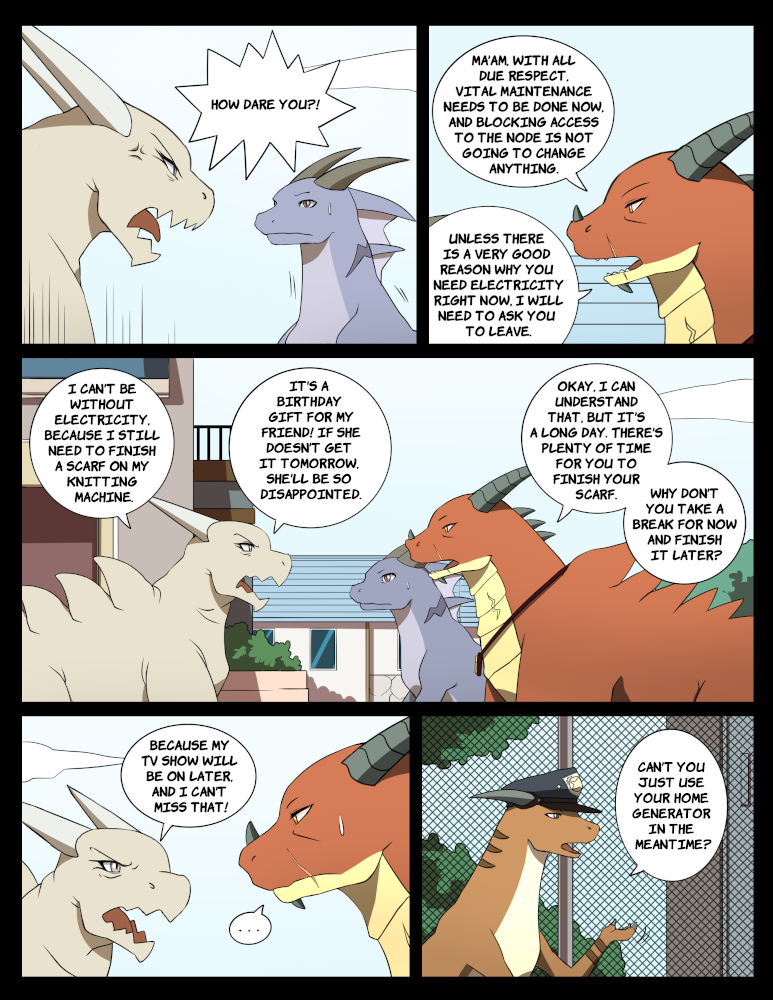 HOW DARE YOU?!
MA'AM, WITH ALL
DUE RESPECT,
VITAL MAINTENANCE
NEEDS TO BE DONE NOW,
AND BLOCKING ACCESS
TO THE NODE IS NOT
GOING TO CHANGE
ANYTHING.
UNLESS THERE
IS A VERY GOOD
REASON WHY YOU
NEED ELECTRICITY
RIGHT NOW, I WILL
NEED TO ASK YOU
TO LEAVE.
I CAN'T BE
WITHOUT
ELECTRICITY,
BECAUSE I STILL
NEED TO FINISH
A SCARF ON MY
KNITTING
MACHINE.
IT'S A
BIRTHDAY
GIFT FOR MY
FRIEND! IF SHE
DOESN'T GET
IT TOMORROW,
SHE'LL BE SO
DISAPPOINTED.
OKAY, I CAN
UNDERSTAND
THAT, BUT IT'S
A LONG DAY. THERE'S
PLENTY OF TIME
FOR YOU TO
FINISH YOUR
SCARF.
WHY DON'T
YOU TAKE A
BREAK FOR NOW
AND FINISH
IT LATER?
BECAUSE MY
TV SHOW WILL
BE ON LATER,
AND I CAN'T
MISS THAT!
...
CAN'T YOU
JUST USE
YOUR HOME
GENERATOR
IN THE
MEANTIME?